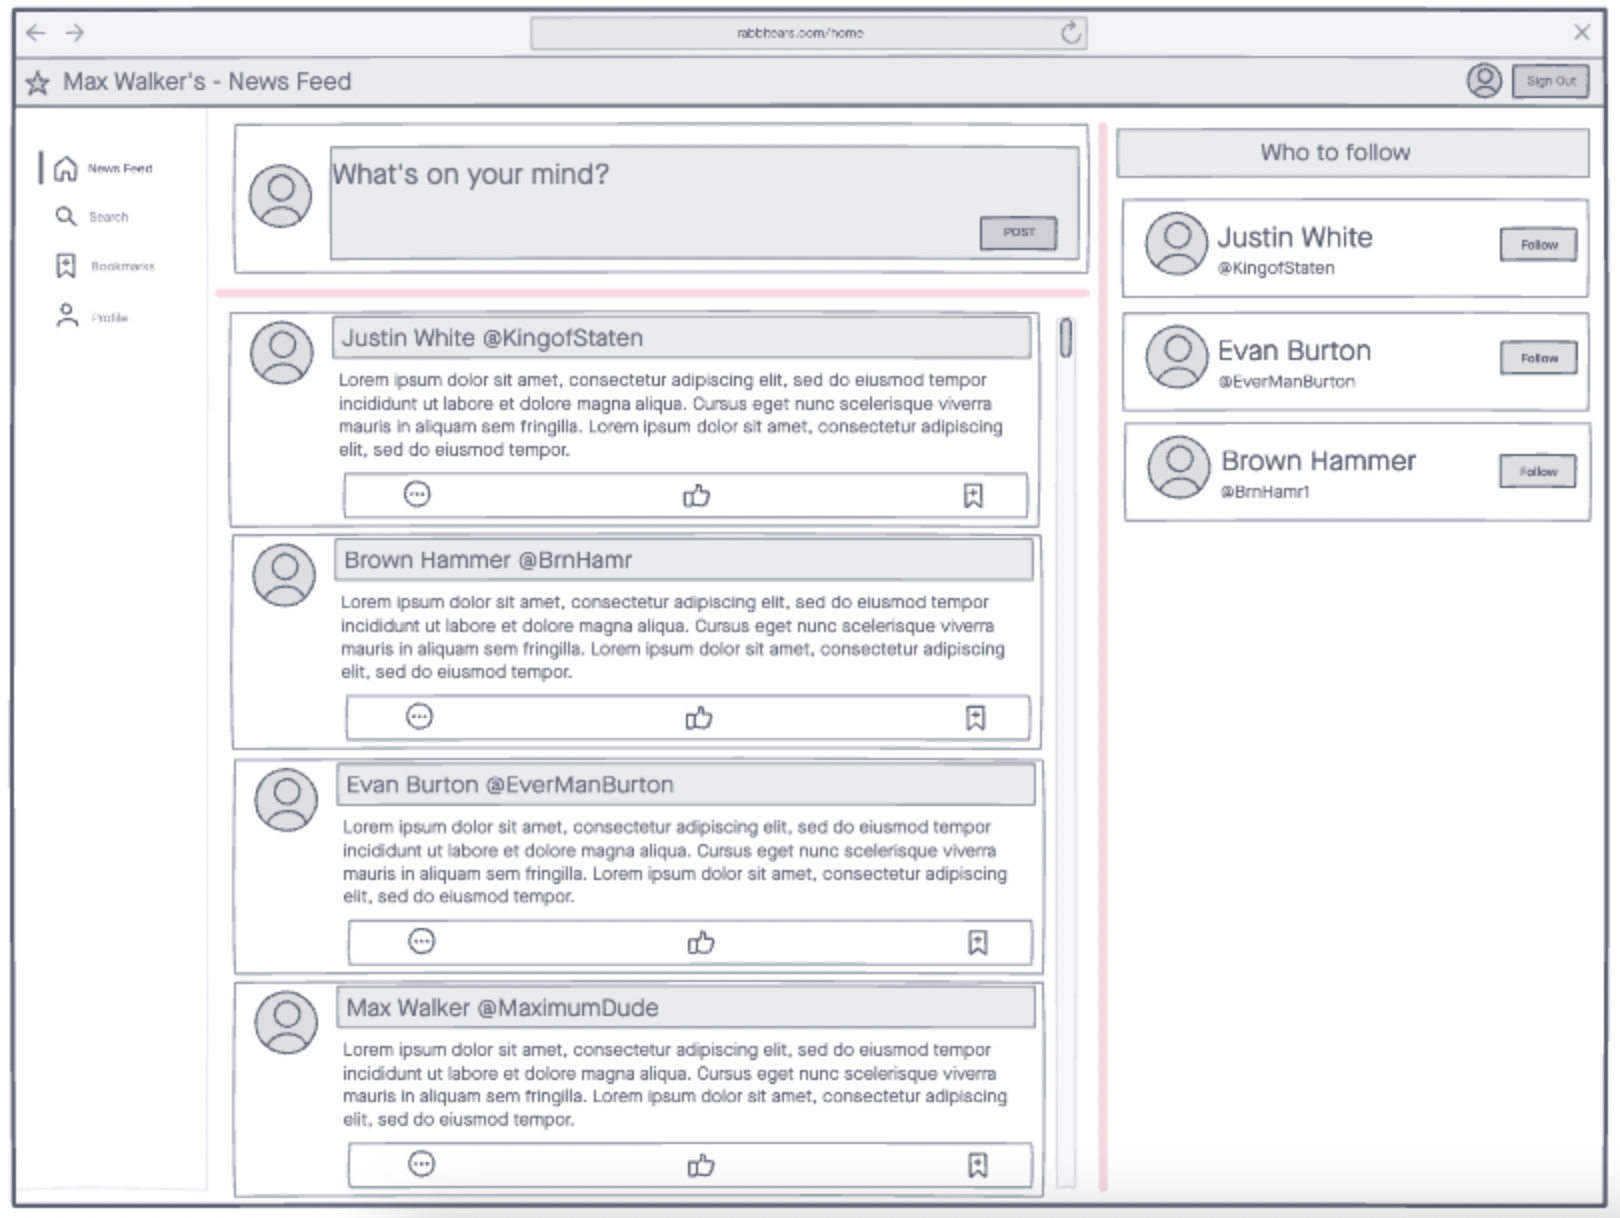 rabbitears.com/home
Max Walker's - News Feed
Sign Out
News Feed
Search
Bookmarks
Profile
What's on your mind?
POST
Justin White @KingofStaten
Lorem ipsum dolor sit amet, consectetur adipiscing elit, sed do eiusmod tempor
incididunt ut labore et dolore magna aliqua. Cursus eget nunc scelerisque viverra
mauris in aliquam sem fringilla. Lorem ipsum dolor sit amet, consectetur adipiscing
elit, sed do eiusmod tempor.
Brown Hammer @BrnHamr
Lorem ipsum dolor sit amet, consectetur adipiscing elit, sed do eiusmod tempor
incididunt ut labore et dolore magna aliqua. Cursus eget nunc scelerisque viverra
mauris in aliquam sem fringilla. Lorem ipsum dolor sit amet, consectetur adipiscing
elit, sed do eiusmod tempor.
Evan Burton @EverManBurton
Lorem ipsum dolor sit amet, consectetur adipiscing elit, sed do eiusmod tempor
incididunt ut labore et dolore magna aliqua. Cursus eget nunc scelerisque viverra
mauris in aliquam sem fringilla. Lorem ipsum dolor sit amet, consectetur adipiscing
elit, sed do eiusmod tempor.
Max Walker @MaximumDude
Lorem ipsum dolor sit amet, consectetur adipiscing elit, sed do eiusmod tempor
incididunt ut labore et dolore magna aliqua. Cursus eget nunc scelerisque viverra
mauris in aliquam sem fringilla. Lorem ipsum dolor sit amet, consectetur adipiscing
elit, sed do eiusmod tempor.
Who to follow
Justin White
@KingofStaten
Follow
Evan Burton
@EverManBurton
Follow
Brown Hammer
@BrnHamr1
Follow